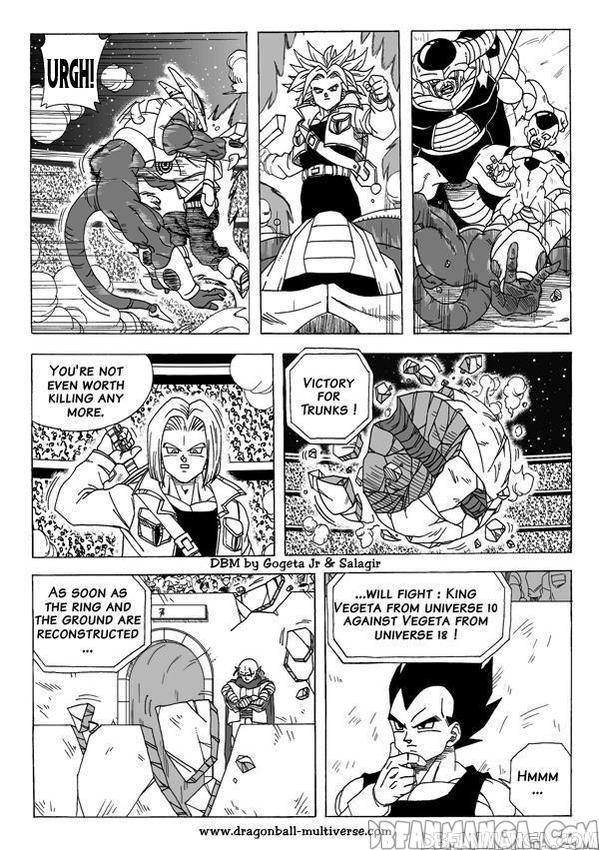 URGH!
YOU'RE NOT
EVEN WORTH
KILLING ANY
MORE.
VICTORY
FOR
TRUNKS !
DBM by Gogeta Jr & Salagir
AS SOON AS
THE RING AND
THE GROUND ARE
RECONSTRUCTED
...
...WILL FIGHT : KING
VEGETA FROM UNIVERSE 10
AGAINST VEGETA FROM
UNIVERSE 18 !
HMMM
...
www.dragonball-multiverse.com